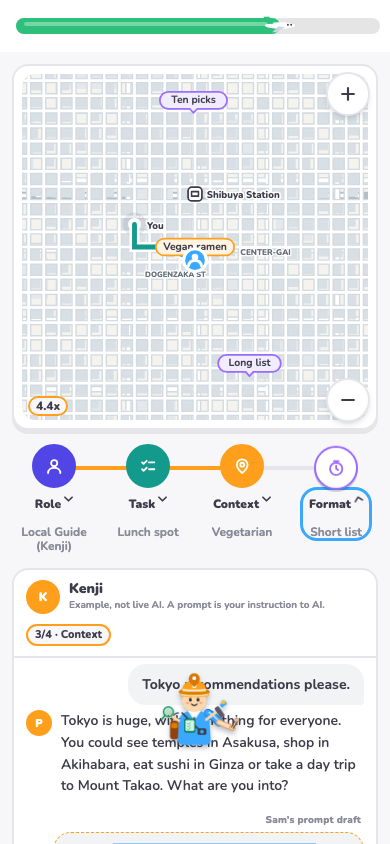 Ten picks
+
Shibuya Station
You
Vegan ramen
CENTER-GAI
DOGENZAKA ST
Long list
4.4x
−
Role
Task
Context
Format
Local Guide
(Kenji)
Lunch spot
Vegetarian
Short list
K
Kenji
Example, not live AI. A prompt is your instruction to AI.
3/4 · Context
Tokyo please.
P
Tokyo is huge, for everyone.
You could see in Asakusa, shop in
Akihabara, eat sushi in Ginza or take a day trip
to Mount Takao. What are you into?
Sam's prompt draft